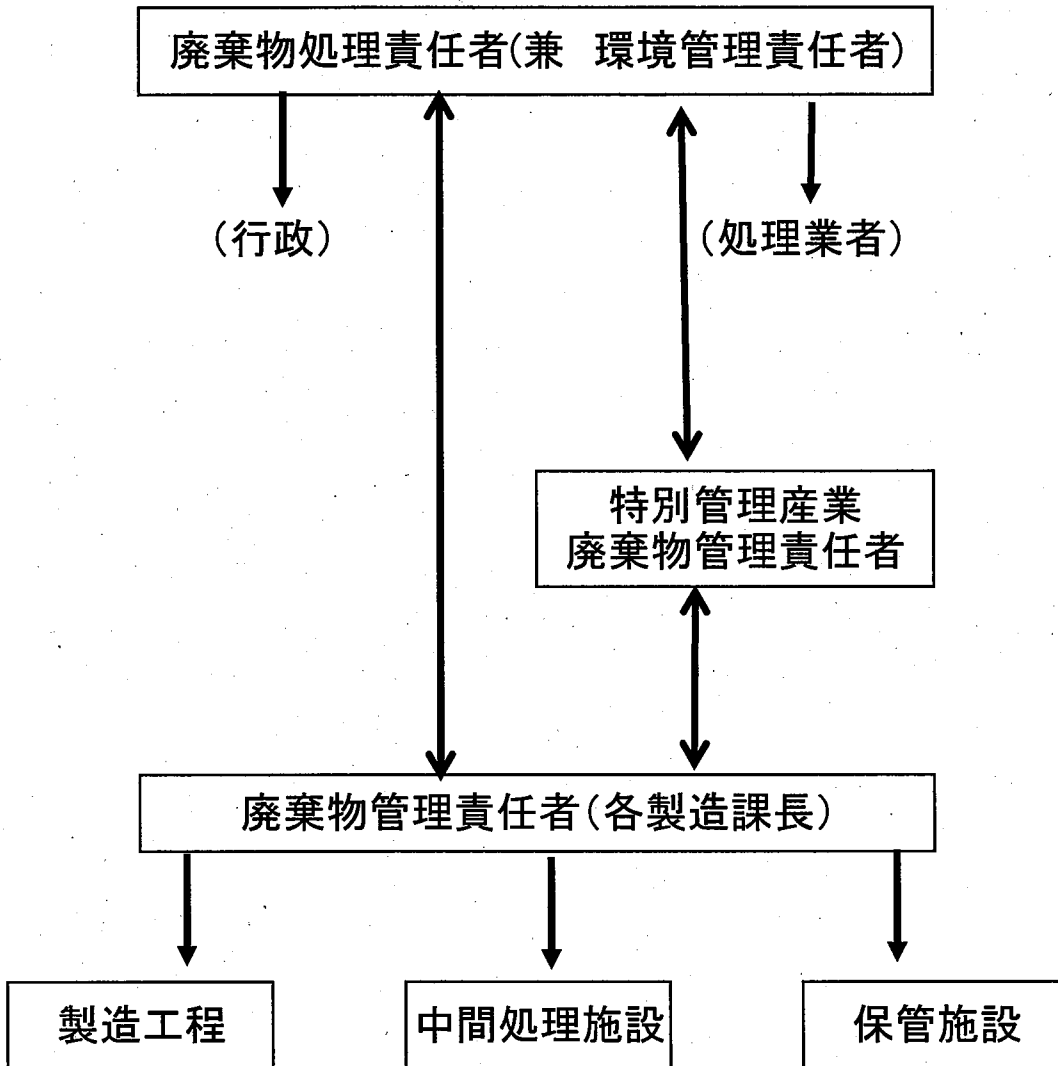 廃棄物処理責任者(兼 環境管理責任者)
(行政)
(処理業者)
特別管理産業
廃棄物管理責任者
廃棄物管理責任者(各製造課長)
製造工程
中間処理施設
保管施設